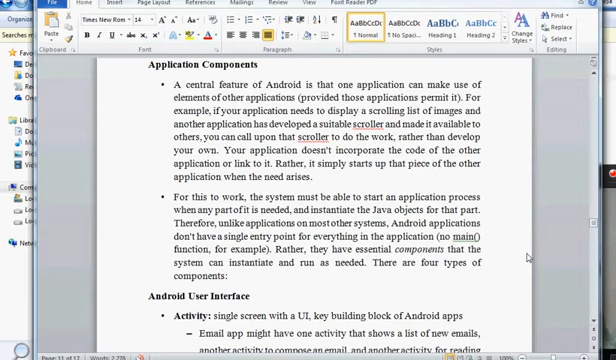 File Home Insert Page Layout References Mailings Review View Foxit Reader PDF
Times New Rom 14
Find
Replace
Select
Paste
AaBbCcDc AaBbCcDc AaBbC AaBbCc
¶ Normal ¶ No Spaci... Heading 1 Heading 2
Change Styles
Clipboard Font Paragraph Styles Editing
Application Components
• A central feature of Android is that one application can make use of
elements of other applications (provided those applications permit it). For
example, if your application needs to display a scrolling list of images and
another application has developed a suitable scroller and made it available to
others, you can call upon that scroller to do the work, rather than develop
your own. Your application doesn't incorporate the code of the other
application or link to it. Rather, it simply starts up that piece of the other
application when the need arises.
• For this to work, the system must be able to start an application process
when any part of it is needed, and instantiate the Java objects for that part.
Therefore, unlike applications on most other systems, Android applications
don't have a single entry point for everything in the application (no main()
function, for example). Rather, they have essential components that the
system can instantiate and run as needed. There are four types of
components:
Android User Interface
• Activity: single screen with a UI, key building block of Android apps
– Email app might have one activity that shows a list of new emails,
another activity to compose an email, and another activity for reading
Page: 11 of 17 Words: 2,778 100%